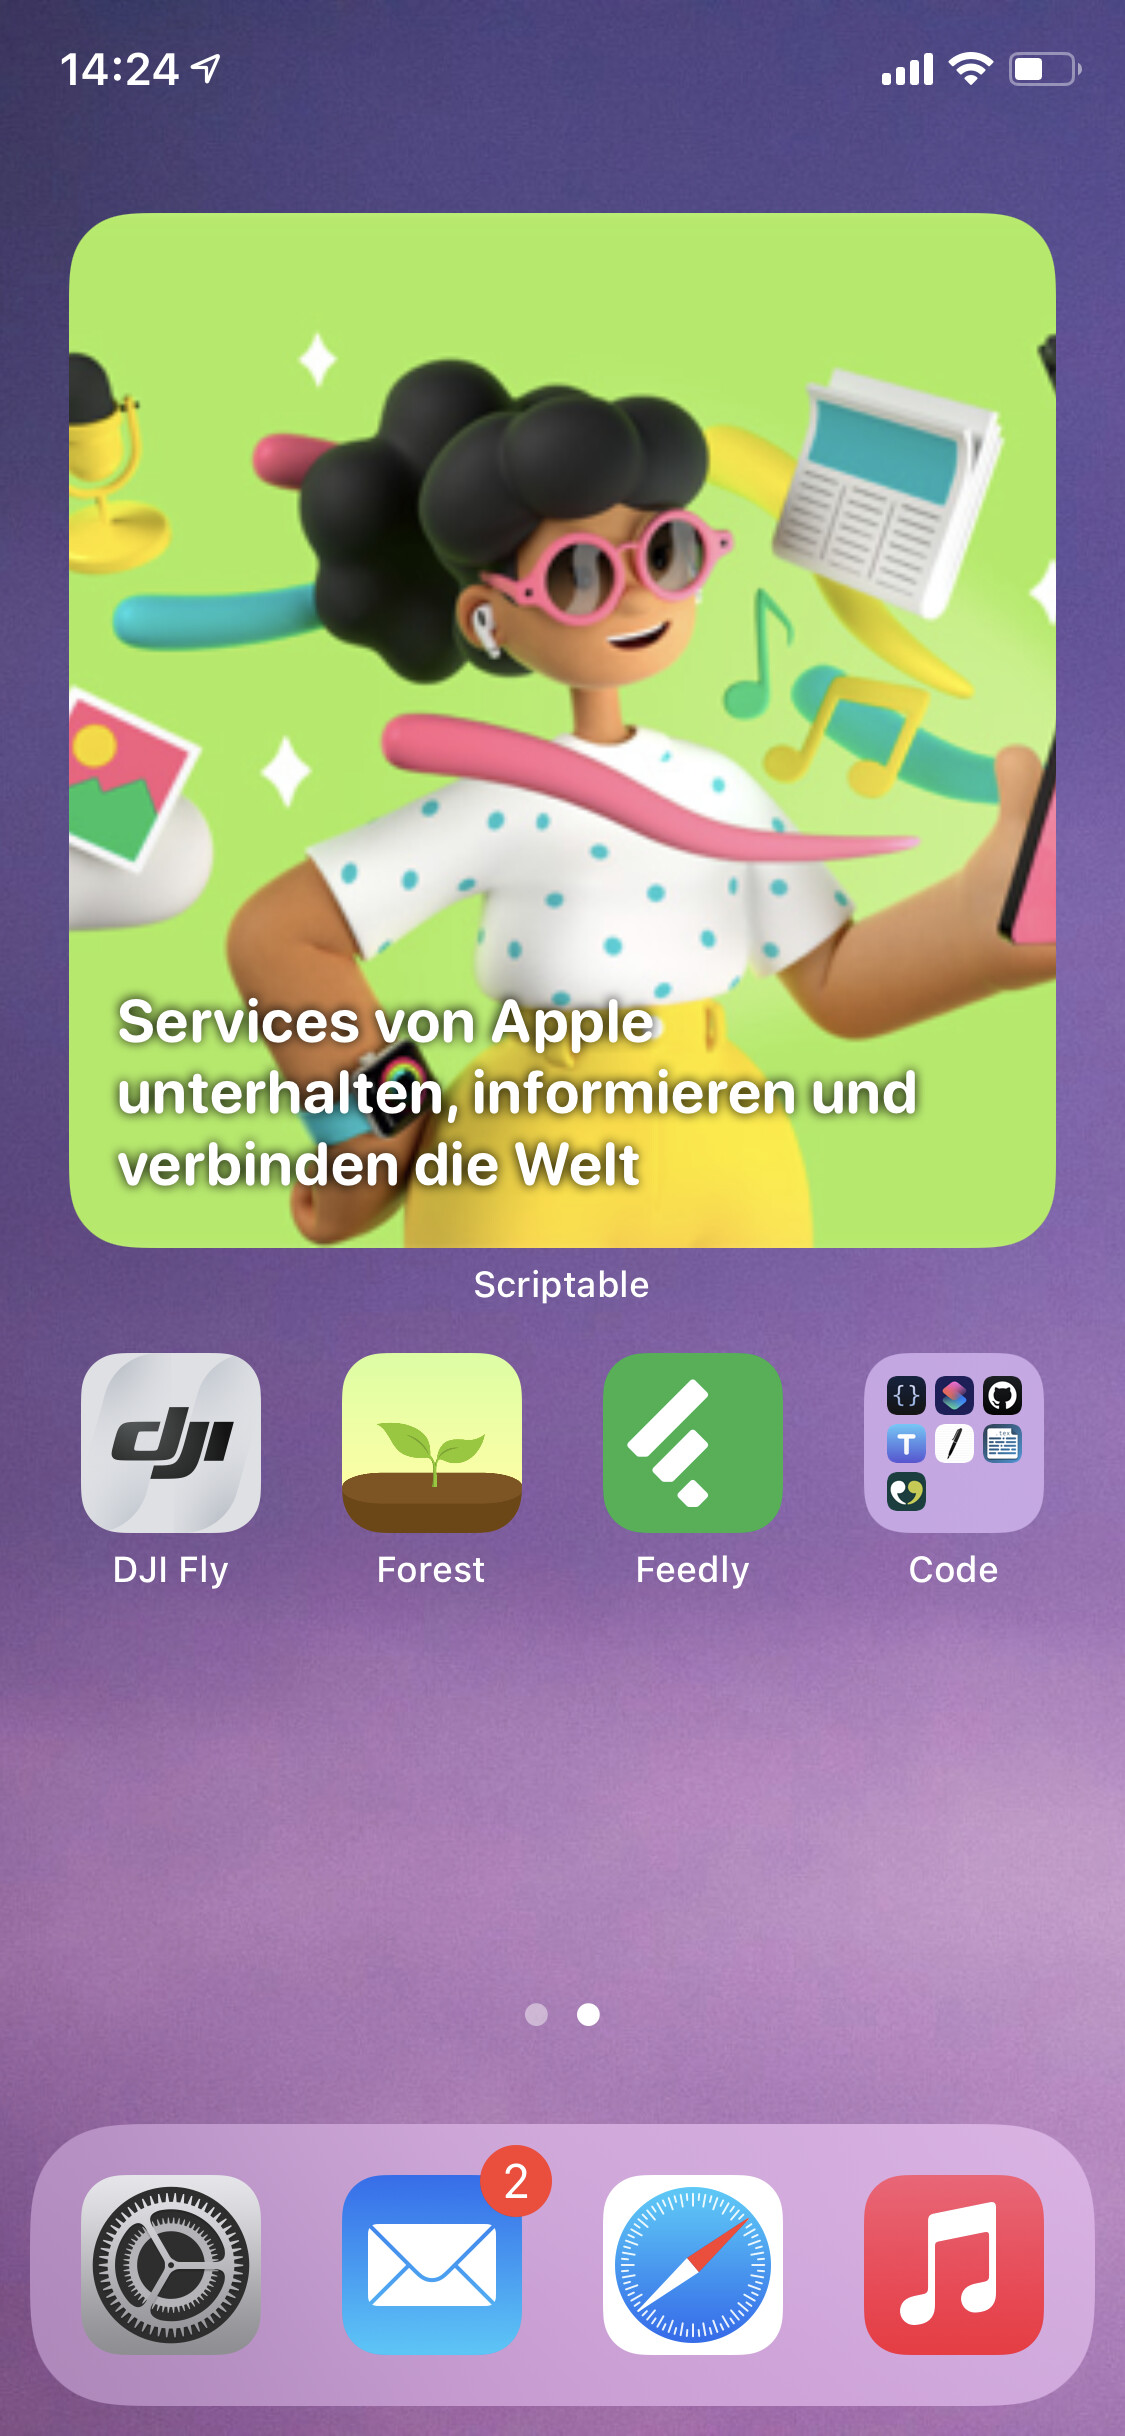 14:24
Services von Apple
unterhalten, informieren und
verbinden die Welt
Scriptable
dji
{}
T
.tex
DJI Fly
Forest
Feedly
Code
2